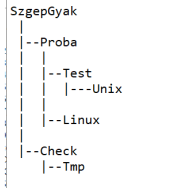 SzgepGyak
|
|--Proba
|  |
|  |--Test
|  |  |---Unix
|  |
|  |--Linux
|
|--Check
   |--Tmp